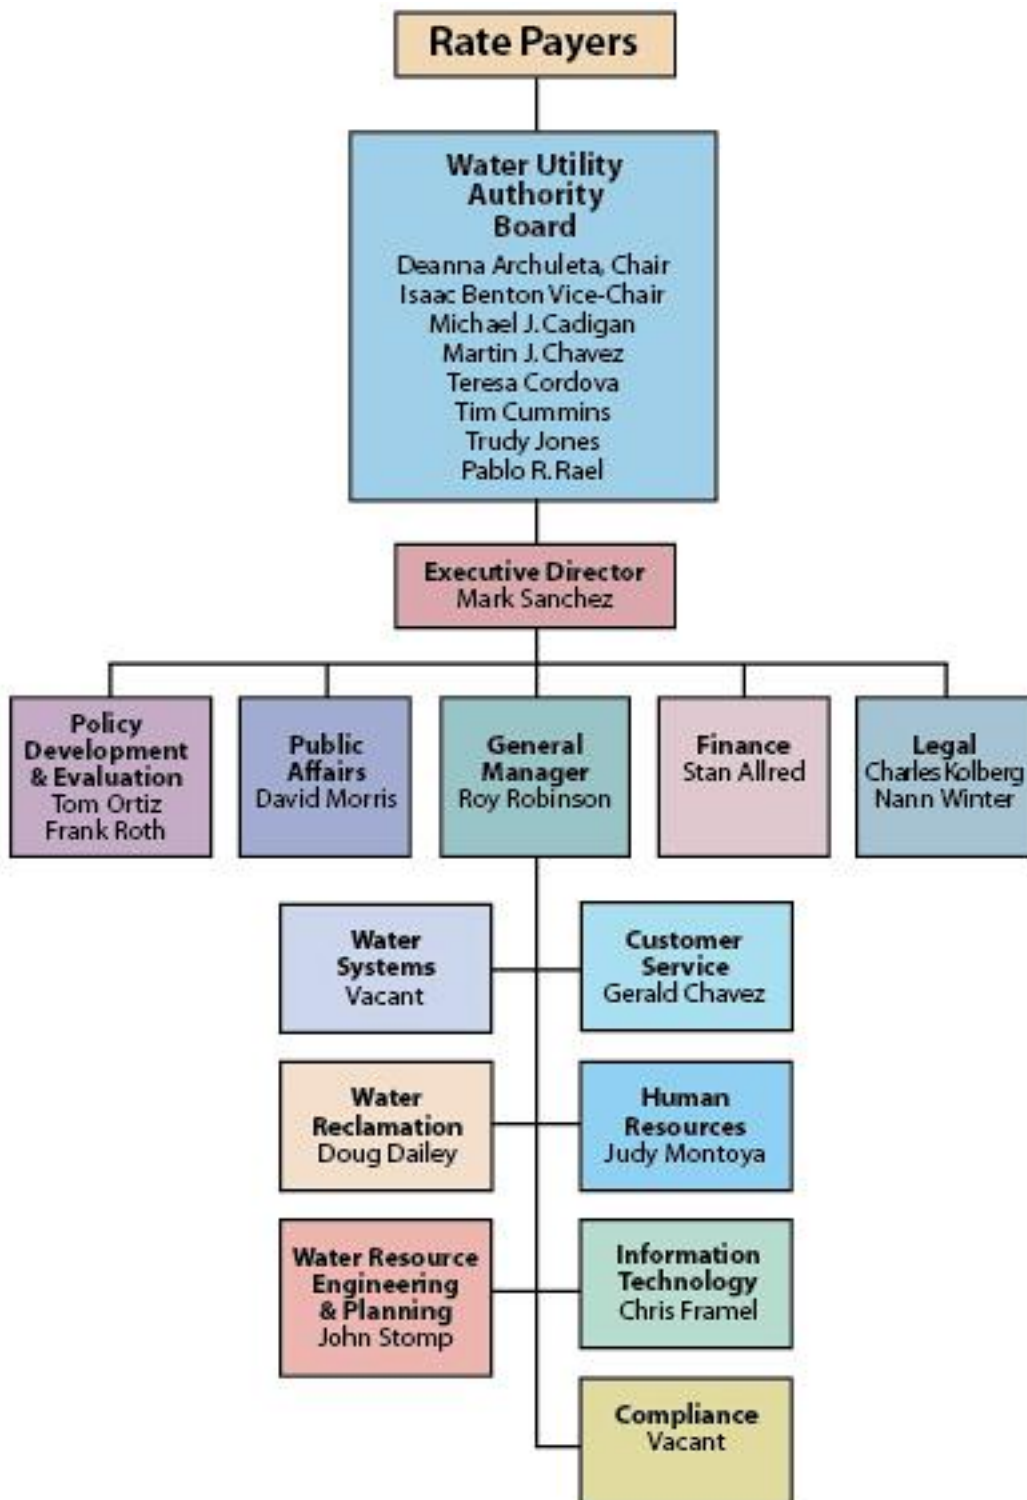 Rate Payers
Water Utility
Authority
Board
Deanna Archuleta, Chair
Isaac Benton Vice-Chair
Michael J. Cadigan
Martin J. Chavez
Teresa Cordova
Tim Cummins
Trudy Jones
Pablo R. Rael
Executive Director
Mark Sanchez
Policy
Development
& Evaluation
Tom Ortiz
Frank Roth
Public
Affairs
David Morris
General
Manager
Roy Robinson
Finance
Stan Allred
Legal
Charles Kolberg
Nann Winter
Water
Systems
Vacant
Customer
Service
Gerald Chavez
Water
Reclamation
Doug Dailey
Human
Resources
Judy Montoya
Water Resource
Engineering
& Planning
John Stomp
Information
Technology
Chris Framel
Compliance
Vacant